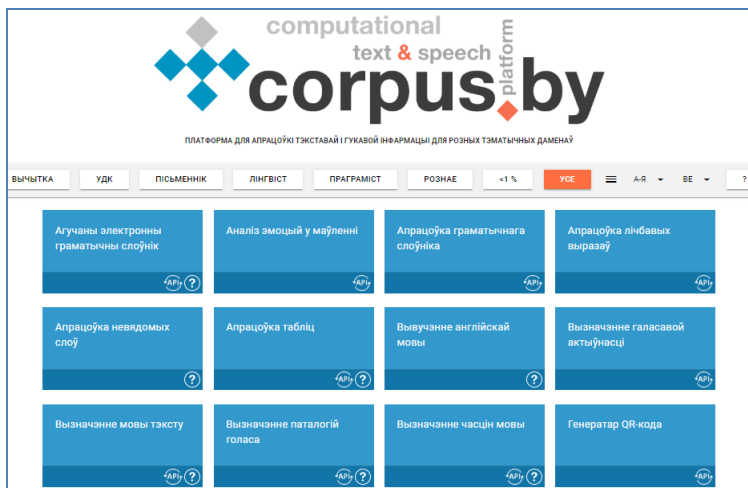 computational
text & speech
platform
corpus.by
ПЛАТФОРМА ДЛЯ АПРАЦОЎКІ ТЭКСТАВАЙ І ГУКАВОЙ ІНФАРМАЦЫІ ДЛЯ РОЗНЫХ ТЭМАТЫЧНЫХ ДАМЕНАЎ
ВЫЧЫТКА УДК ПІСЬМЕННІК ЛІНГВІСТ ПРАГРАМІСТ РОЗНАЕ <1 % УСЕ А-Я BE ?
Агучаны электронны
граматычны слоўнік
API ?
Аналіз эмоцый у маўленні
API
Апрацоўка граматычнага
слоўніка
API
Апрацоўка лічбавых
выразаў
API
Апрацоўка невядомых
слоў
?
Апрацоўка табліц
API ?
Вывучэнне англійскай
мовы
?
Вызначэнне галасавой
актыўнасці
API
Вызначэнне мовы тэксту
API ?
Вызначэнне паталогій
голаса
API ?
Вызначэнне часцін мовы
API ?
Генератар QR-кода
API